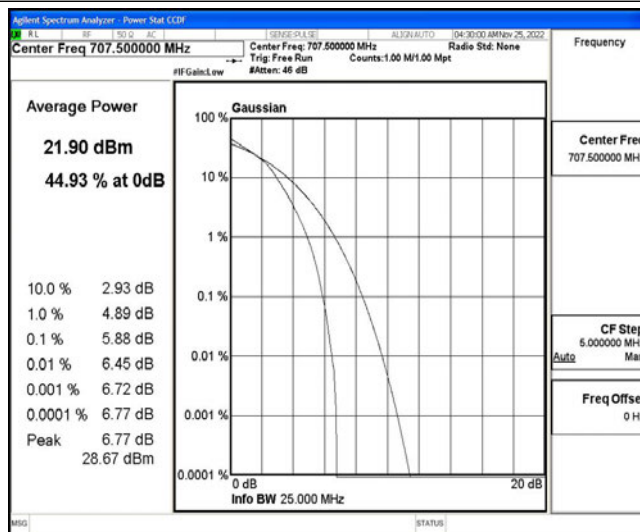 Agilent Spectrum Analyzer - Power Stat CCDF
RL RF 50 Ω AC SENSE:PULSE ALIGN AUTO 04:30:00 AM Nov 25, 2022
Center Freq 707.500000 MHz
Center Freq: 707.500000 MHz Radio Std: None
Trig: Free Run Counts:1.00 M/1.00 Mpt
#IFGain:Low #Atten: 46 dB
Frequency
Average Power
21.90 dBm
44.93 % at 0dB
10.0 % 2.93 dB
1.0 % 4.89 dB
0.1 % 5.88 dB
0.01 % 6.45 dB
0.001 % 6.72 dB
0.0001 % 6.77 dB
Peak 6.77 dB
28.67 dBm
Gaussian
100 %
10 %
1 %
0.1 %
0.01 %
0.001 %
0.0001 %
0 dB 20 dB
Info BW 25.000 MHz
Center Fre
707.500000 MH
CF Step
5.000000 MH
Auto Ma
Freq Offse
0 H
MSG STATUS